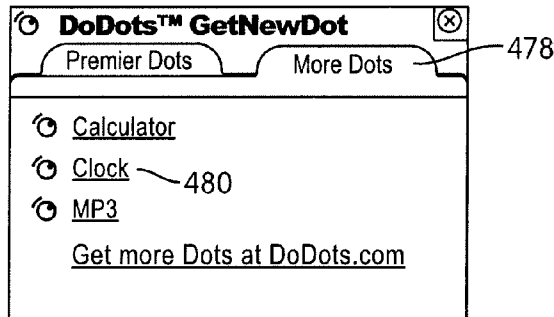 DoDots™ GetNewDot
Premier Dots
More Dots
478
Calculator
Clock
480
MP3
Get more Dots at DoDots.com